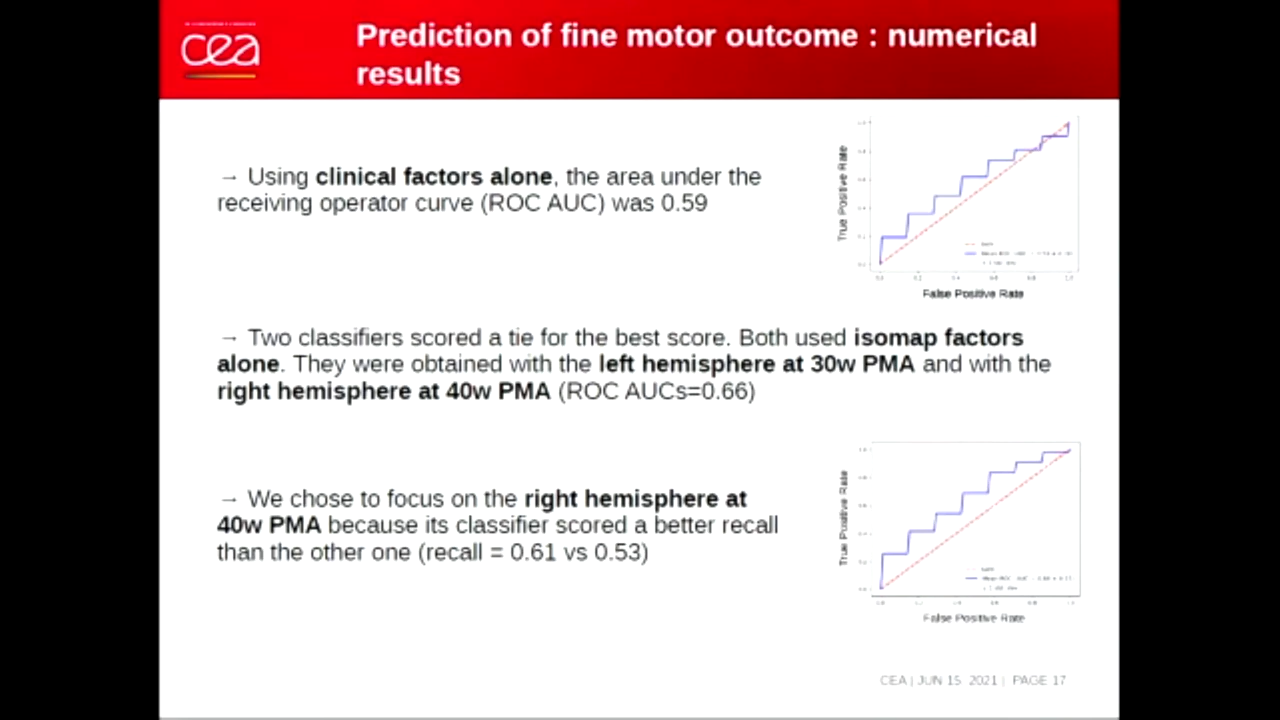 cea
Prediction of fine motor outcome : numerical
results
→ Using clinical factors alone, the area under the
receiving operator curve (ROC AUC) was 0.59
True Positive Rate
False Positive Rate
→ Two classifiers scored a tie for the best score. Both used isomap factors
alone. They were obtained with the left hemisphere at 30w PMA and with the
right hemisphere at 40w PMA (ROC AUCs=0.66)
→ We chose to focus on the right hemisphere at
40w PMA because its classifier scored a better recall
than the other one (recall = 0.61 vs 0.53)
True Positive Rate
False Positive Rate
CEA | JUN 15 2021 | PAGE 17